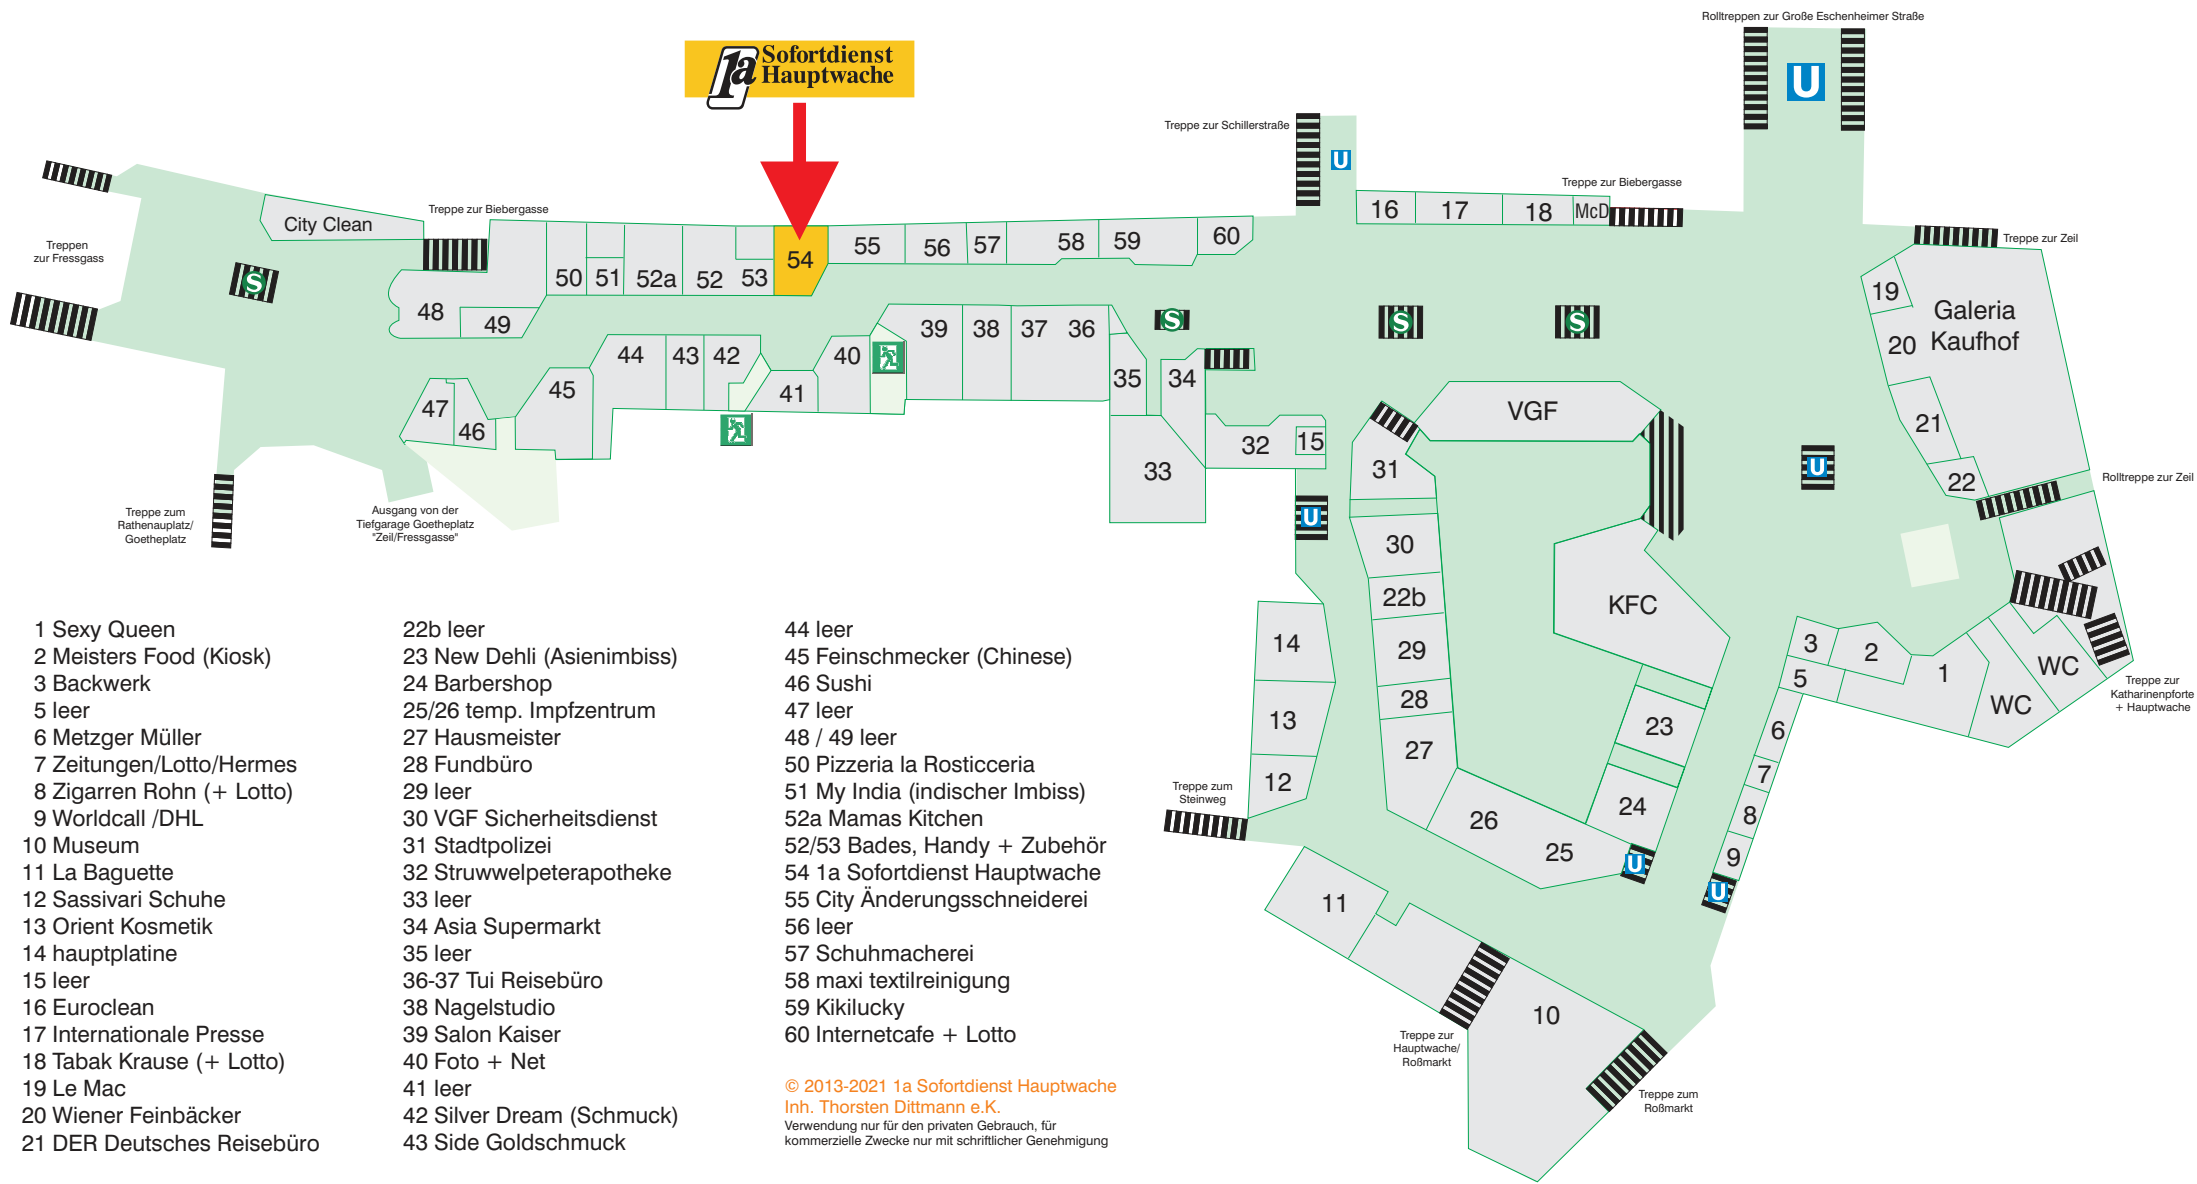 Rolltreppen zur Große Eschenheimer Straße
1a Sofortdienst
Hauptwache
U
Treppe zur Schillerstraße
U
Treppe zur Biebergasse
16
17
18
McD
Treppe zur Biebergasse
City Clean
Treppen
zur Fressgass
S
48
49
50
51
52a
52
53
54
55
56
57
58
59
60
Treppe zur Zeil
19
Galeria
Kaufhof
20
21
22
Rolltreppe zur Zeil
S
S
S
47
46
45
44
43
42
41
40
39
38
37
36
35
34
33
32
15
U
31
VGF
U
Treppe zum
Rathenauplatz/
Goetheplatz
Ausgang von der
Tiefgarage Goetheplatz
"Zeil/Fressgasse"
30
22b
29
28
27
26
25
KFC
23
24
U
14
13
12
Treppe zum
Steinweg
3
2
5
1
WC
WC
6
7
8
9
U
Treppe zur
Katharinenpforte
+ Hauptwache
11
10
Treppe zur
Hauptwache/
Roßmarkt
Treppe zum
Roßmarkt
1 Sexy Queen
2 Meisters Food (Kiosk)
3 Backwerk
5 leer
6 Metzger Müller
7 Zeitungen/Lotto/Hermes
8 Zigarren Rohn (+ Lotto)
9 Worldcall /DHL
10 Museum
11 La Baguette
12 Sassivari Schuhe
13 Orient Kosmetik
14 hauptplatine
15 leer
16 Euroclean
17 Internationale Presse
18 Tabak Krause (+ Lotto)
19 Le Mac
20 Wiener Feinbäcker
21 DER Deutsches Reisebüro
22b leer
23 New Dehli (Asienimbiss)
24 Barbershop
25/26 temp. Impfzentrum
27 Hausmeister
28 Fundbüro
29 leer
30 VGF Sicherheitsdienst
31 Stadtpolizei
32 Struwwelpeterapotheke
33 leer
34 Asia Supermarkt
35 leer
36-37 Tui Reisebüro
38 Nagelstudio
39 Salon Kaiser
40 Foto + Net
41 leer
42 Silver Dream (Schmuck)
43 Side Goldschmuck
44 leer
45 Feinschmecker (Chinese)
46 Sushi
47 leer
48 / 49 leer
50 Pizzeria la Rosticceria
51 My India (indischer Imbiss)
52a Mamas Kitchen
52/53 Bades, Handy + Zubehör
54 1a Sofortdienst Hauptwache
55 City Änderungsschneiderei
56 leer
57 Schuhmacherei
58 maxi textilreinigung
59 Kikilucky
60 Internetcafe + Lotto
© 2013-2021 1a Sofortdienst Hauptwache
Inh. Thorsten Dittmann e.K.
Verwendung nur für den privaten Gebrauch, für
kommerzielle Zwecke nur mit schriftlicher Genehmigung